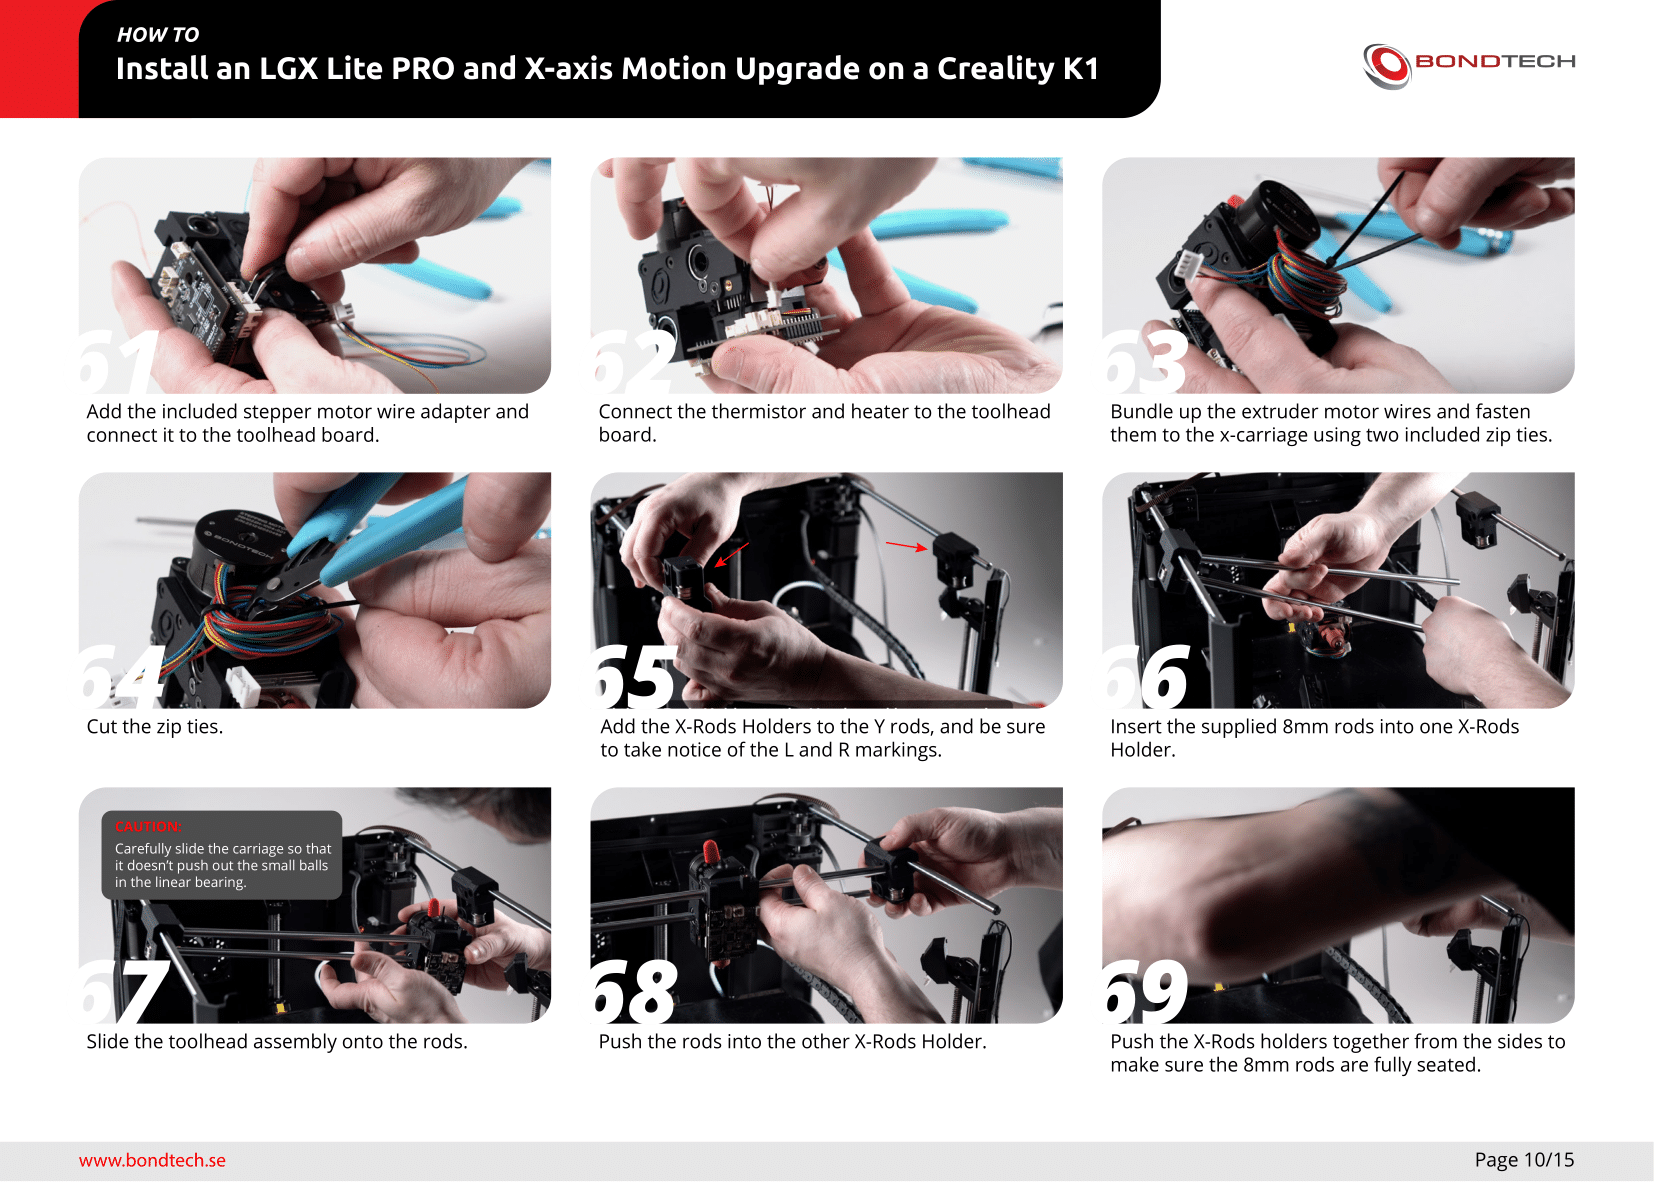 HOW TO
Install an LGX Lite PRO and X-axis Motion Upgrade on a Creality K1
BONDTECH
61
Add the included stepper motor wire adapter and
connect it to the toolhead board.
62
Connect the thermistor and heater to the toolhead
board.
63
Bundle up the extruder motor wires and fasten
them to the x-carriage using two included zip ties.
BONDTECH
64
Cut the zip ties.
65
Add the X-Rods Holders to the Y rods, and be sure
to take notice of the L and R markings.
66
Insert the supplied 8mm rods into one X-Rods
Holder.
CAUTION:
Carefully slide the carriage so that
it doesn’t push out the small balls
in the linear bearing.
67
Slide the toolhead assembly onto the rods.
68
Push the rods into the other X-Rods Holder.
69
Push the X-Rods holders together from the sides to
make sure the 8mm rods are fully seated.
www.bondtech.se
Page 10/15